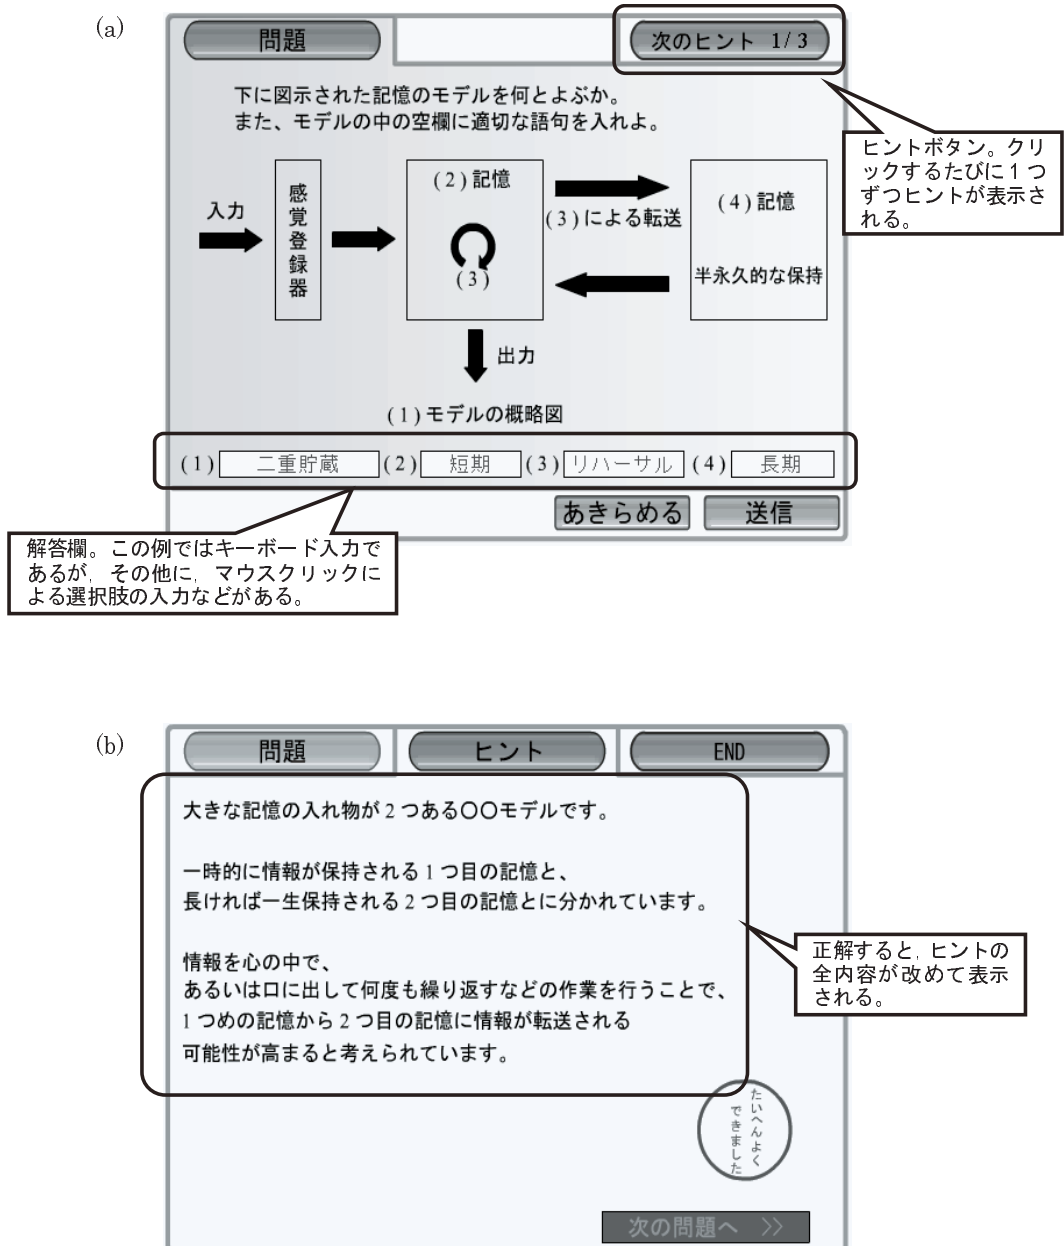 (a)
問題
次のヒント 1/3
下に図示された記憶のモデルを何とよぶか。
また、モデルの中の空欄に適切な語句を入れよ。
ヒントボタン。クリ
ックするたびに1つ
ずつヒントが表示さ
れる。
入力
感覚登録器
(2)記憶
(3)
(3)による転送
(4)記憶
半永久的な保持
出力
(1)モデルの概略図
(1) 二重貯蔵 (2) 短期 (3) リハーサル (4) 長期
あきらめる 送信
解答欄。この例ではキーボード入力で
あるが,その他に,マウスクリックに
よる選択肢の入力などがある。
(b)
問題
ヒント
END
大きな記憶の入れ物が2つある〇〇モデルです。
一時的に情報が保持される1つ目の記憶と、
長ければ一生保持される2つ目の記憶とに分かれています。
情報を心の中で、
あるいは口に出して何度も繰り返すなどの作業を行うことで、
1つめの記憶から2つ目の記憶に情報が転送される
可能性が高まると考えられています。
正解すると,ヒントの
全内容が改めて表示
される。
たいへんよく
できました
次の問題へ >>